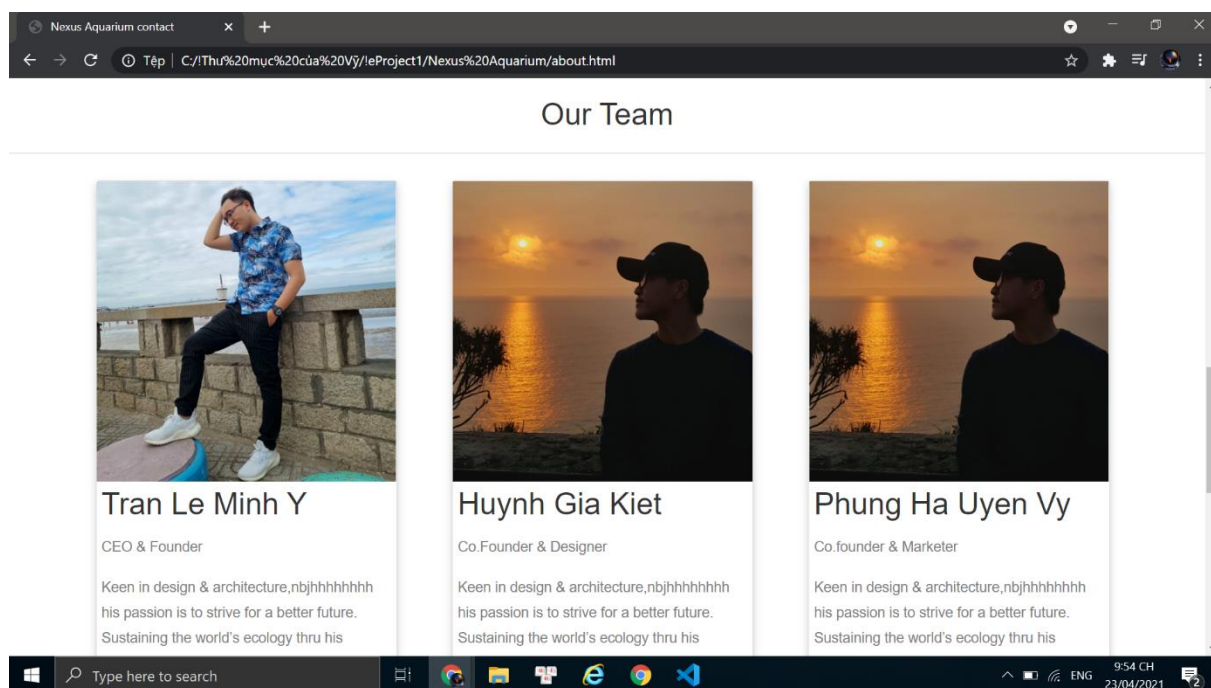 Nexus Aquarium contact
Tệp
C:/!Thư%20mục%20của%20Vỹ/!eProject1/Nexus%20Aquarium/about.html
Our Team
Tran Le Minh Y
CEO & Founder
Keen in design & architecture,nbjhhhhhhhh
his passion is to strive for a better future.
Sustaining the world’s ecology thru his
Huynh Gia Kiet
Co.Founder & Designer
Keen in design & architecture,nbjhhhhhhhh
his passion is to strive for a better future.
Sustaining the world’s ecology thru his
Phung Ha Uyen Vy
Co.founder & Marketer
Keen in design & architecture,nbjhhhhhhhh
his passion is to strive for a better future.
Sustaining the world’s ecology thru his
Type here to search
ENG
9:54 CH
23/04/2021
2